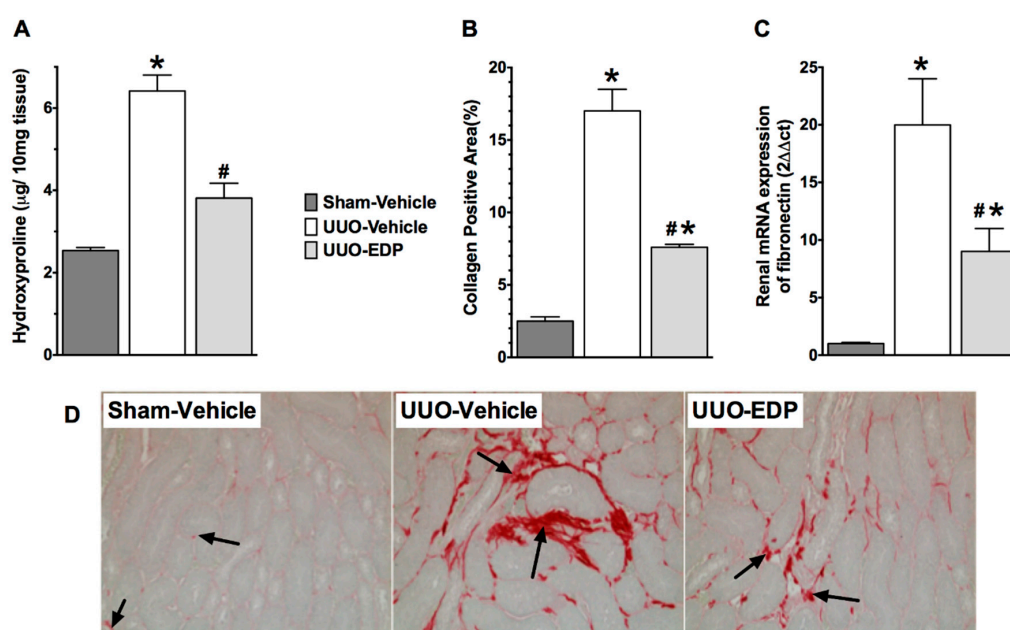 A
Hydroxyproline (μg/ 10mg tissue)
6
4
2
0
*
#
Sham-Vehicle
UUO-Vehicle
UUO-EDP
B
Collagen Positive Area(%)
20
15
10
5
0
*
#*
C
Renal mRNA expression
of fibronectin (2ΔΔct)
25
20
15
10
5
0
*
#*
D
Sham-Vehicle
UUO-Vehicle
UUO-EDP